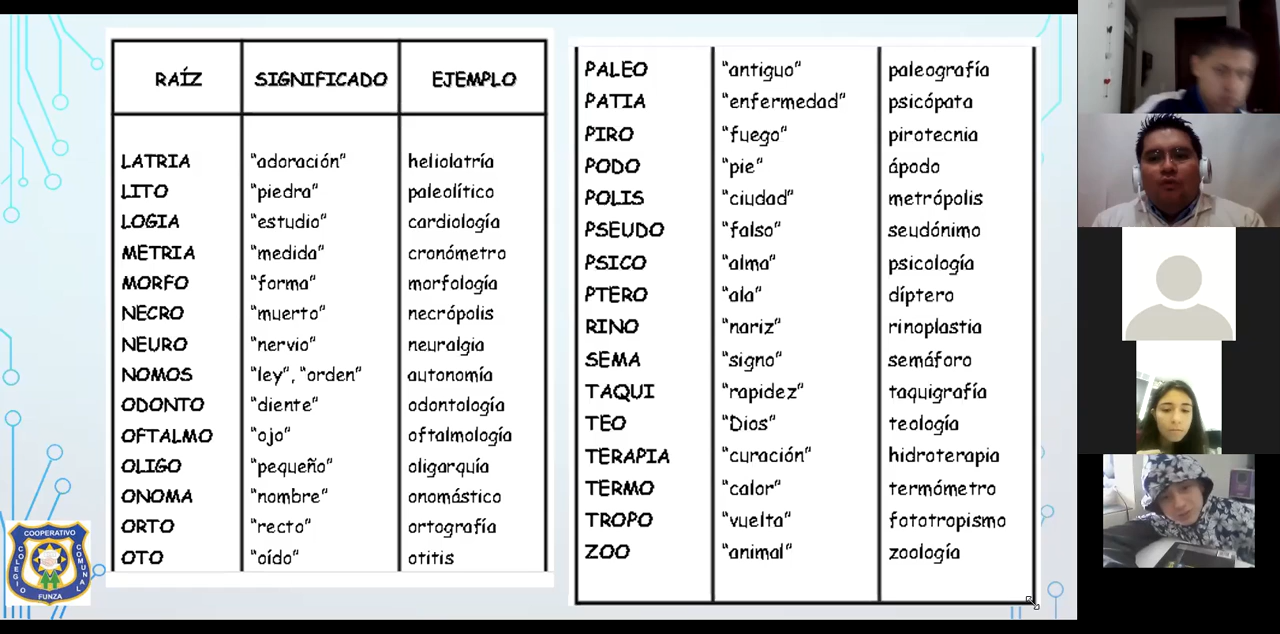 RAÍZ SIGNIFICADO EJEMPLO
LATRIA "adoración" heliolatría
LITO "piedra" paleolítico
LOGIA "estudio" cardiología
METRIA "medida" cronómetro
MORFO "forma" morfología
NECRO "muerto" necrópolis
NEURO "nervio" neuralgia
NOMOS "ley", "orden" autonomía
ODONTO "diente" odontología
OFTALMO "ojo" oftalmología
OLIGO "pequeño" oligarquía
ONOMA "nombre" onomástico
ORTO "recto" ortografía
OTO "oído" otitis
PALEO "antiguo" paleografía
PATIA "enfermedad" psicópata
PIRO "fuego" pirotecnia
PODO "pie" ápodo
POLIS "ciudad" metrópolis
PSEUDO "falso" seudónimo
PSICO "alma" psicología
PTERO "ala" díptero
RINO "nariz" rinoplastia
SEMA "signo" semáforo
TAQUI "rapidez" taquigrafía
TEO "Dios" teología
TERAPIA "curación" hidroterapia
TERMO "calor" termómetro
TROPO "vuelta" fototropismo
ZOO "animal" zoología
COOPERATIVO
COLEGIO
COMUNAL
FUNZA